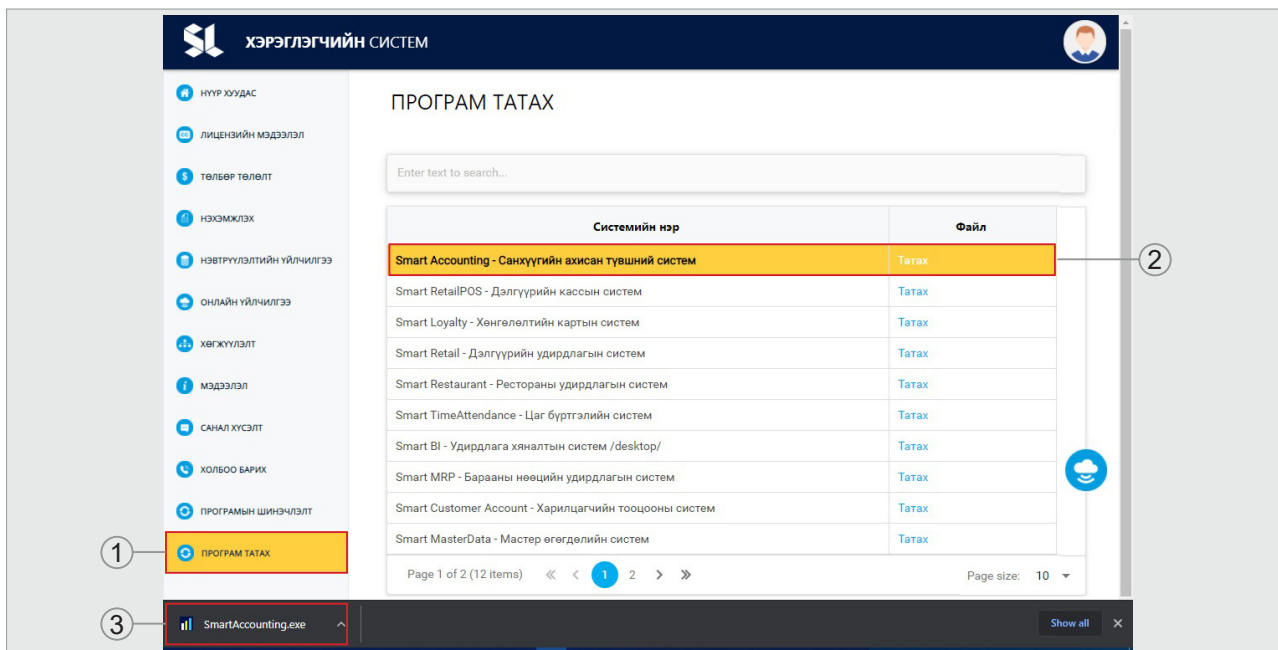 SL ХЭРЭГЛЭГЧИЙН СИСТЕМ
НҮҮР ХУУДАС
ЛИЦЕНЗИЙН МЭДЭЭЛЭЛ
ТӨЛБӨР ТӨЛӨЛТ
НЭХЭМЖЛЭХ
НЭВТРҮҮЛЭЛТИЙН ҮЙЛЧИЛГЭЭ
ОНЛАЙН ҮЙЛЧИЛГЭЭ
ХӨГЖҮҮЛЭЛТ
МЭДЭЭЛЭЛ
САНАЛ ХҮСЭЛТ
ХОЛБОО БАРИХ
ПРОГРАМЫН ШИНЭЧЛЭЛТ
1 ПРОГРАМ ТАТАХ
ПРОГРАМ ТАТАХ
Enter text to search...
Системийн нэр Файл
Smart Accounting - Санхүүгийн ахисан түвшний систем Татах 2
Smart RetailPOS - Дэлгүүрийн кассын систем Татах
Smart Loyalty - Хөнгөлөлтийн картын систем Татах
Smart Retail - Дэлгүүрийн удирдлагын систем Татах
Smart Restaurant - Рестораны удирдлагын систем Татах
Smart TimeAttendance - Цаг бүртгэлийн систем Татах
Smart BI - Удирдлага хяналтын систем /desktop/ Татах
Smart MRP - Барааны нөөцийн удирдлагын систем Татах
Smart Customer Account - Харилцагчийн тооцооны систем Татах
Smart MasterData - Мастер өгөгдөлийн систем Татах
Page 1 of 2 (12 items) 1 2 Page size: 10
3 SmartAccounting.exe Show all